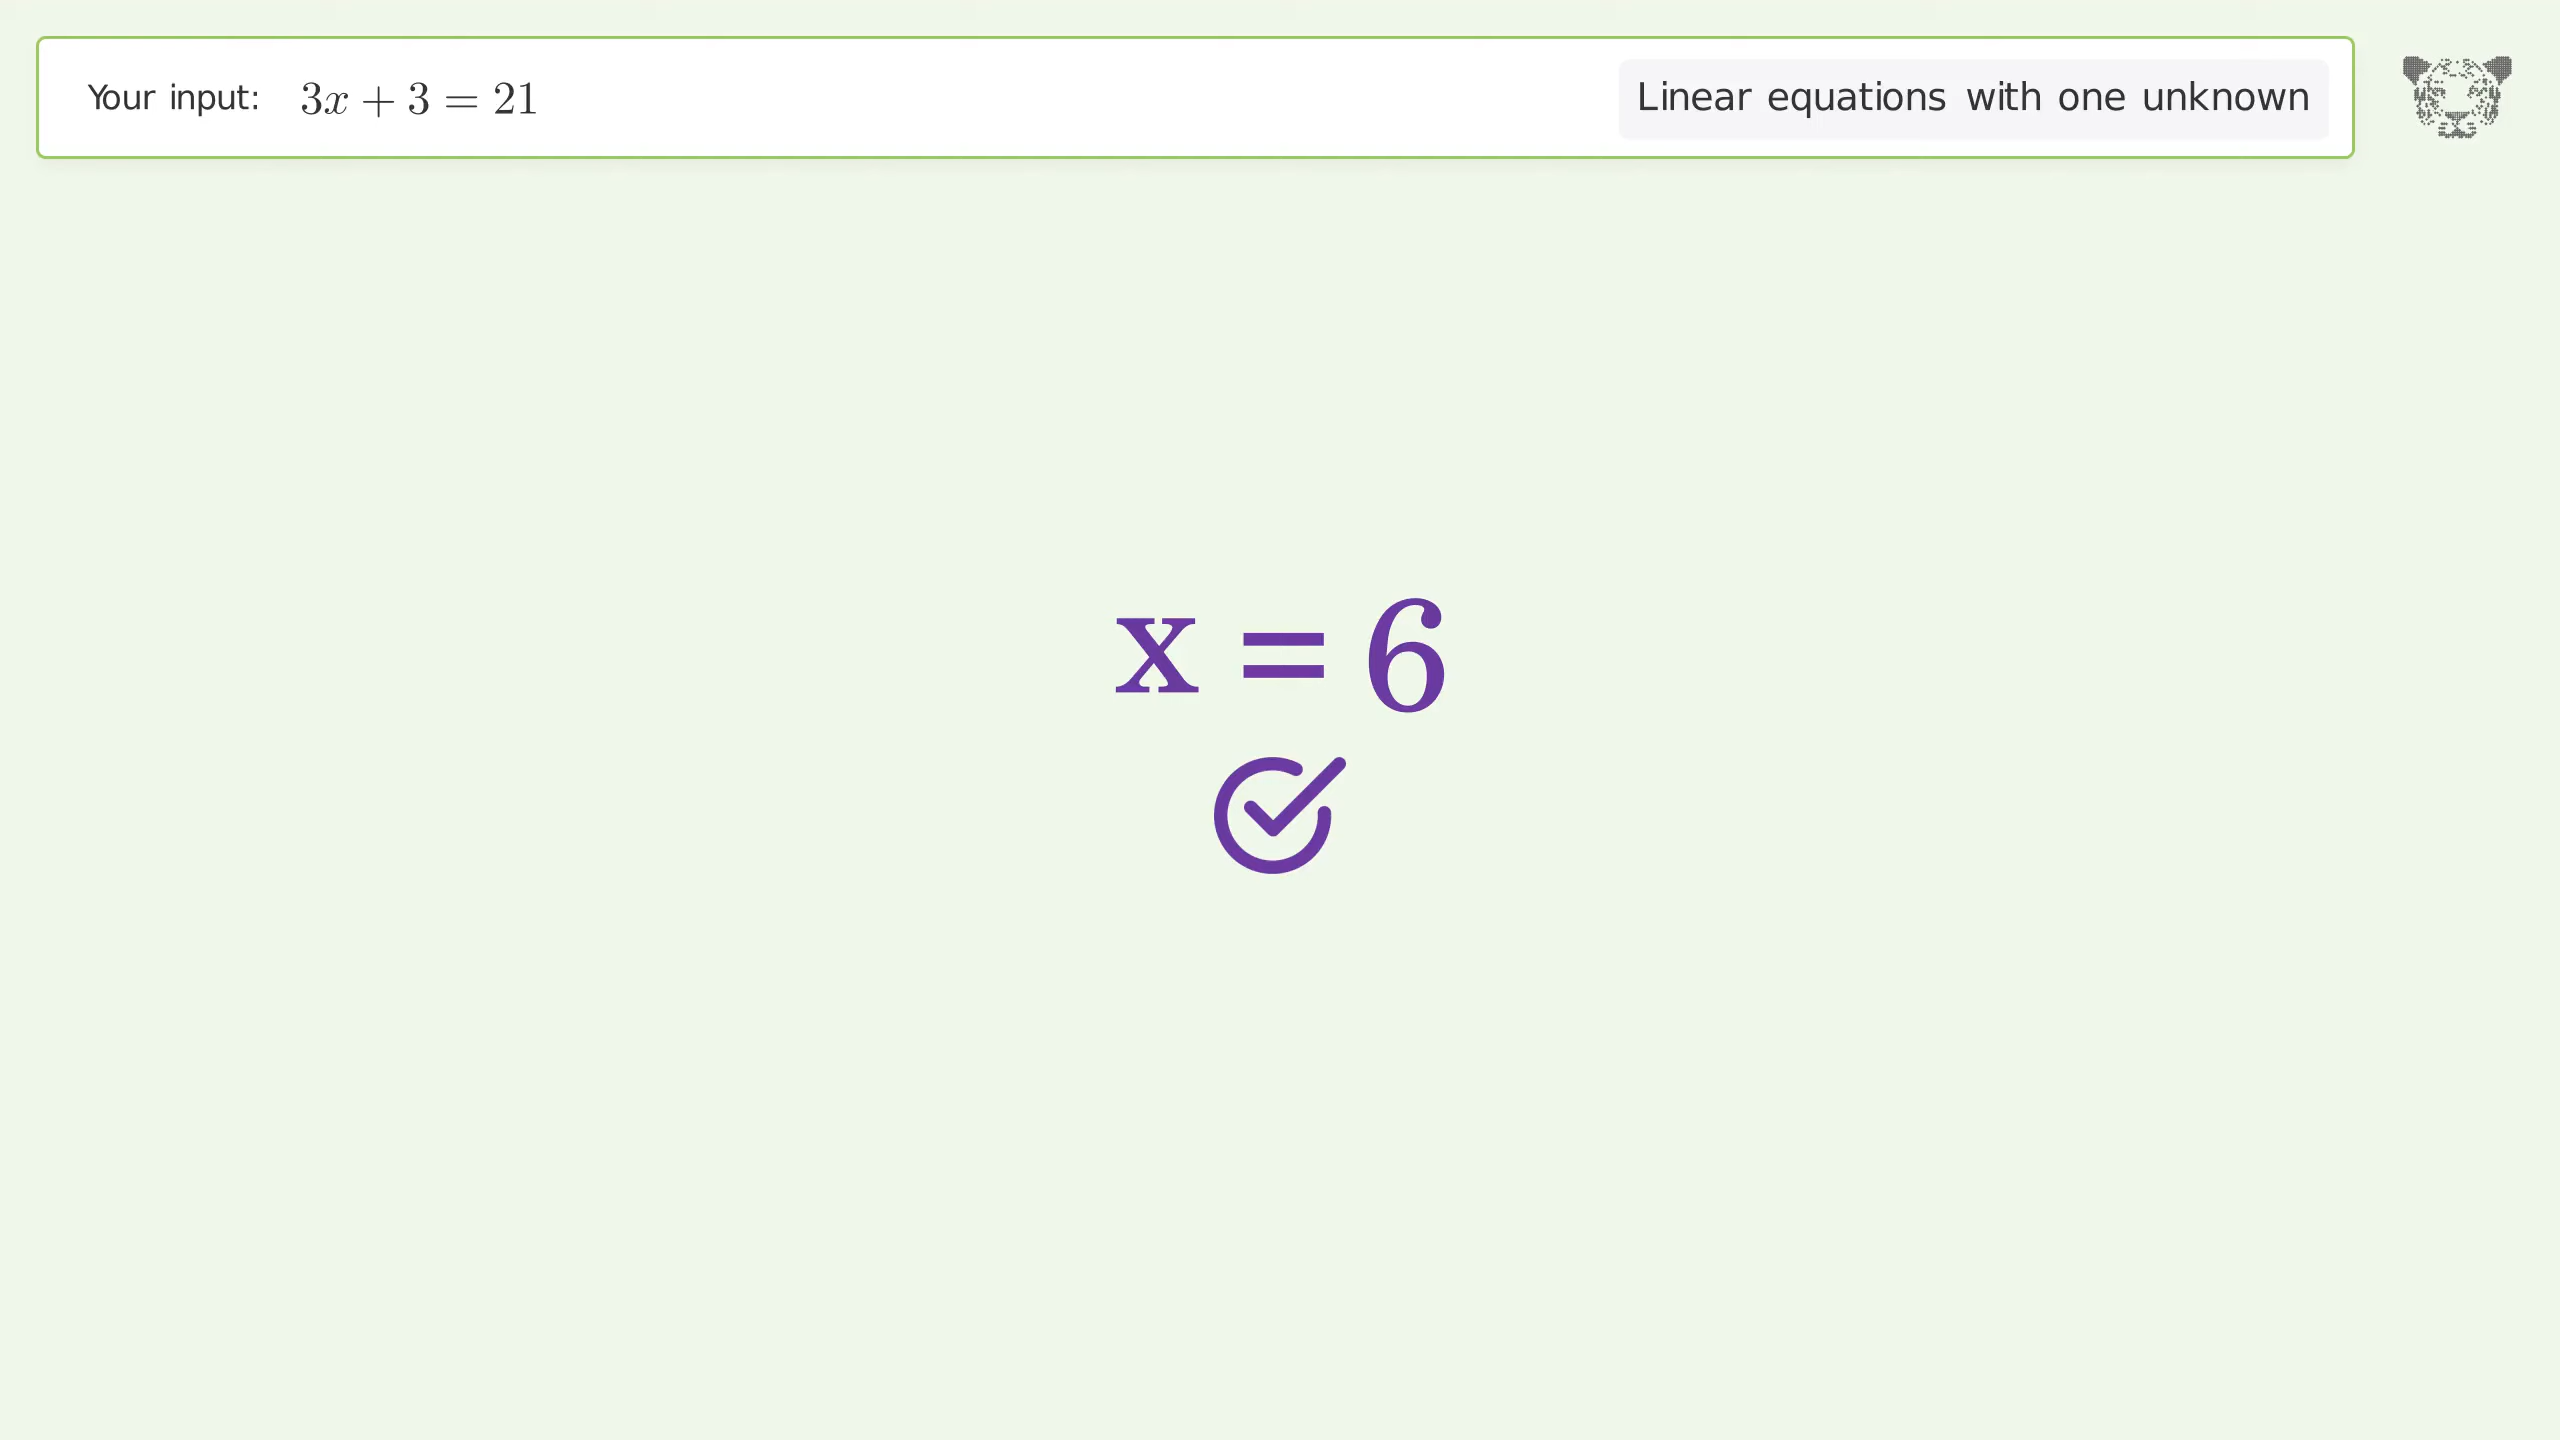 Your input: 3x + 3 = 21
Linear equations with one unknown
x = 6